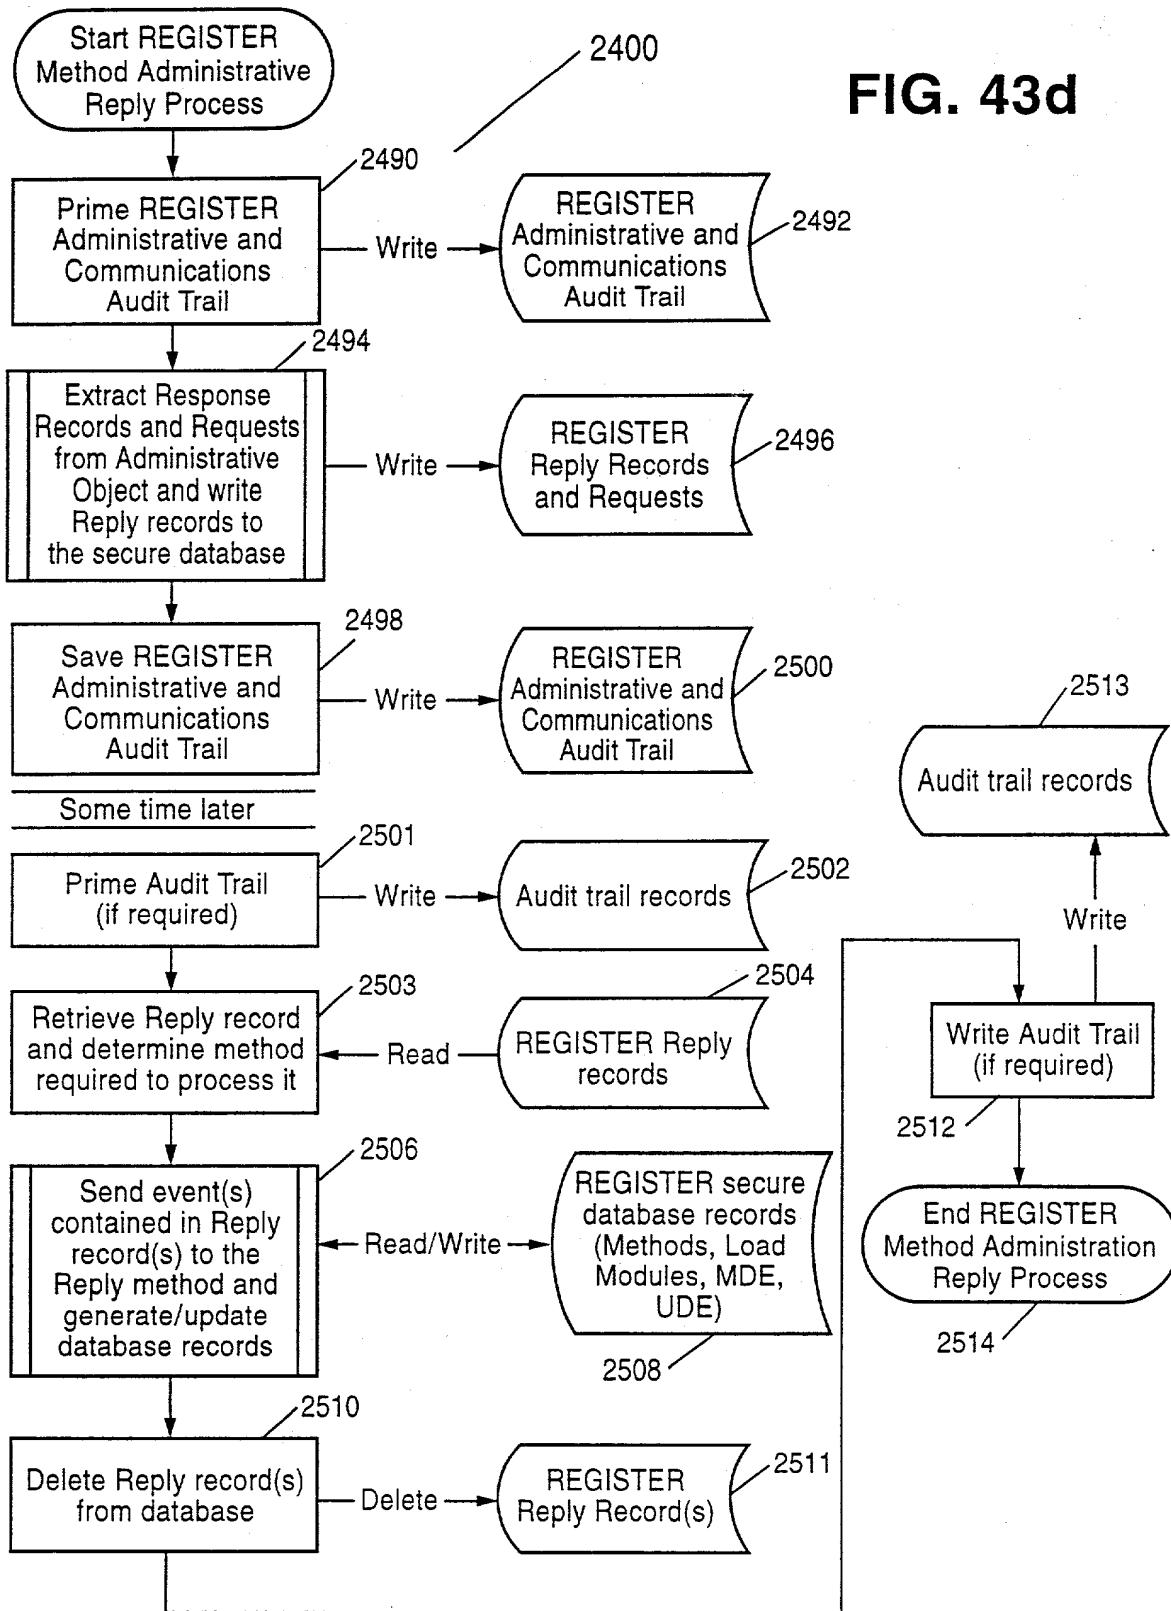 Start REGISTER
Method Administrative
Reply Process
2400
FIG. 43d
2490
Prime REGISTER
Administrative and
Communications
Audit Trail
Write
REGISTER
Administrative and
Communications
Audit Trail
2492
2494
Extract Response
Records and Requests
from Administrative
Object and write
Reply records to
the secure database
Write
REGISTER
Reply Records
and Requests
2496
2498
Save REGISTER
Administrative and
Communications
Audit Trail
Write
REGISTER
Administrative and
Communications
Audit Trail
2500
Some time later
2501
Prime Audit Trail
(if required)
Write
Audit trail records
2502
2503
Retrieve Reply record
and determine method
required to process it
Read
REGISTER Reply
records
2504
2506
Send event(s)
contained in Reply
record(s) to the
Reply method and
generate/update
database records
Read/Write
REGISTER secure
database records
(Methods, Load
Modules, MDE,
UDE)
2508
2510
Delete Reply record(s)
from database
Delete
REGISTER
Reply Record(s)
2511
2513
Audit trail records
Write
Write Audit Trail
(if required)
2512
End REGISTER
Method Administration
Reply Process
2514